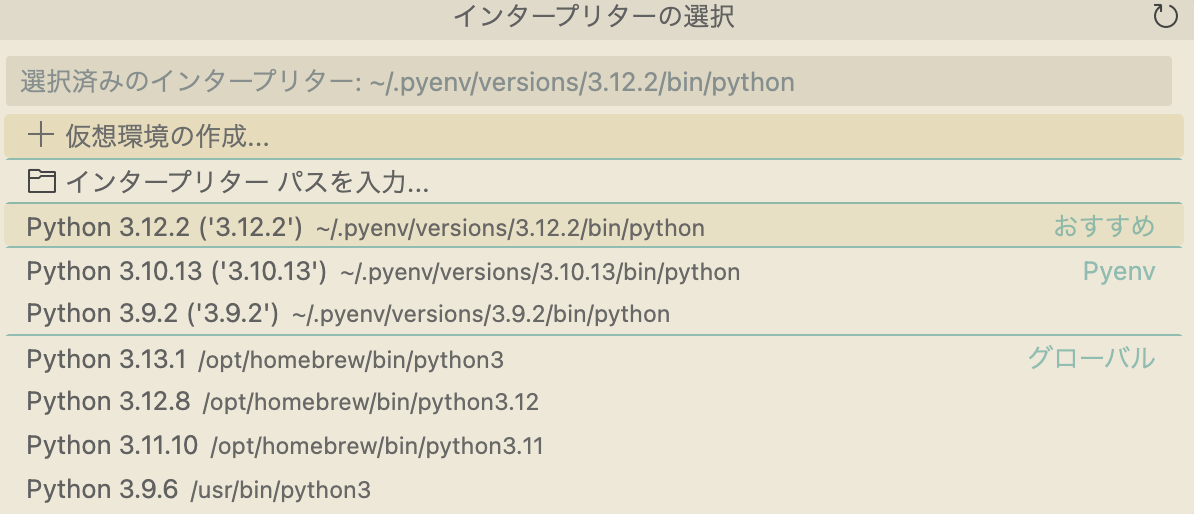 インタープリターの選択
選択済みのインタープリター: ~/.pyenv/versions/3.12.2/bin/python
仮想環境の作成...
インタープリター パスを入力...
Python 3.12.2 ('3.12.2') ~/.pyenv/versions/3.12.2/bin/python おすすめ
Python 3.10.13 ('3.10.13') ~/.pyenv/versions/3.10.13/bin/python Pyenv
Python 3.9.2 ('3.9.2') ~/.pyenv/versions/3.9.2/bin/python
Python 3.13.1 /opt/homebrew/bin/python3 グローバル
Python 3.12.8 /opt/homebrew/bin/python3.12
Python 3.11.10 /opt/homebrew/bin/python3.11
Python 3.9.6 /usr/bin/python3